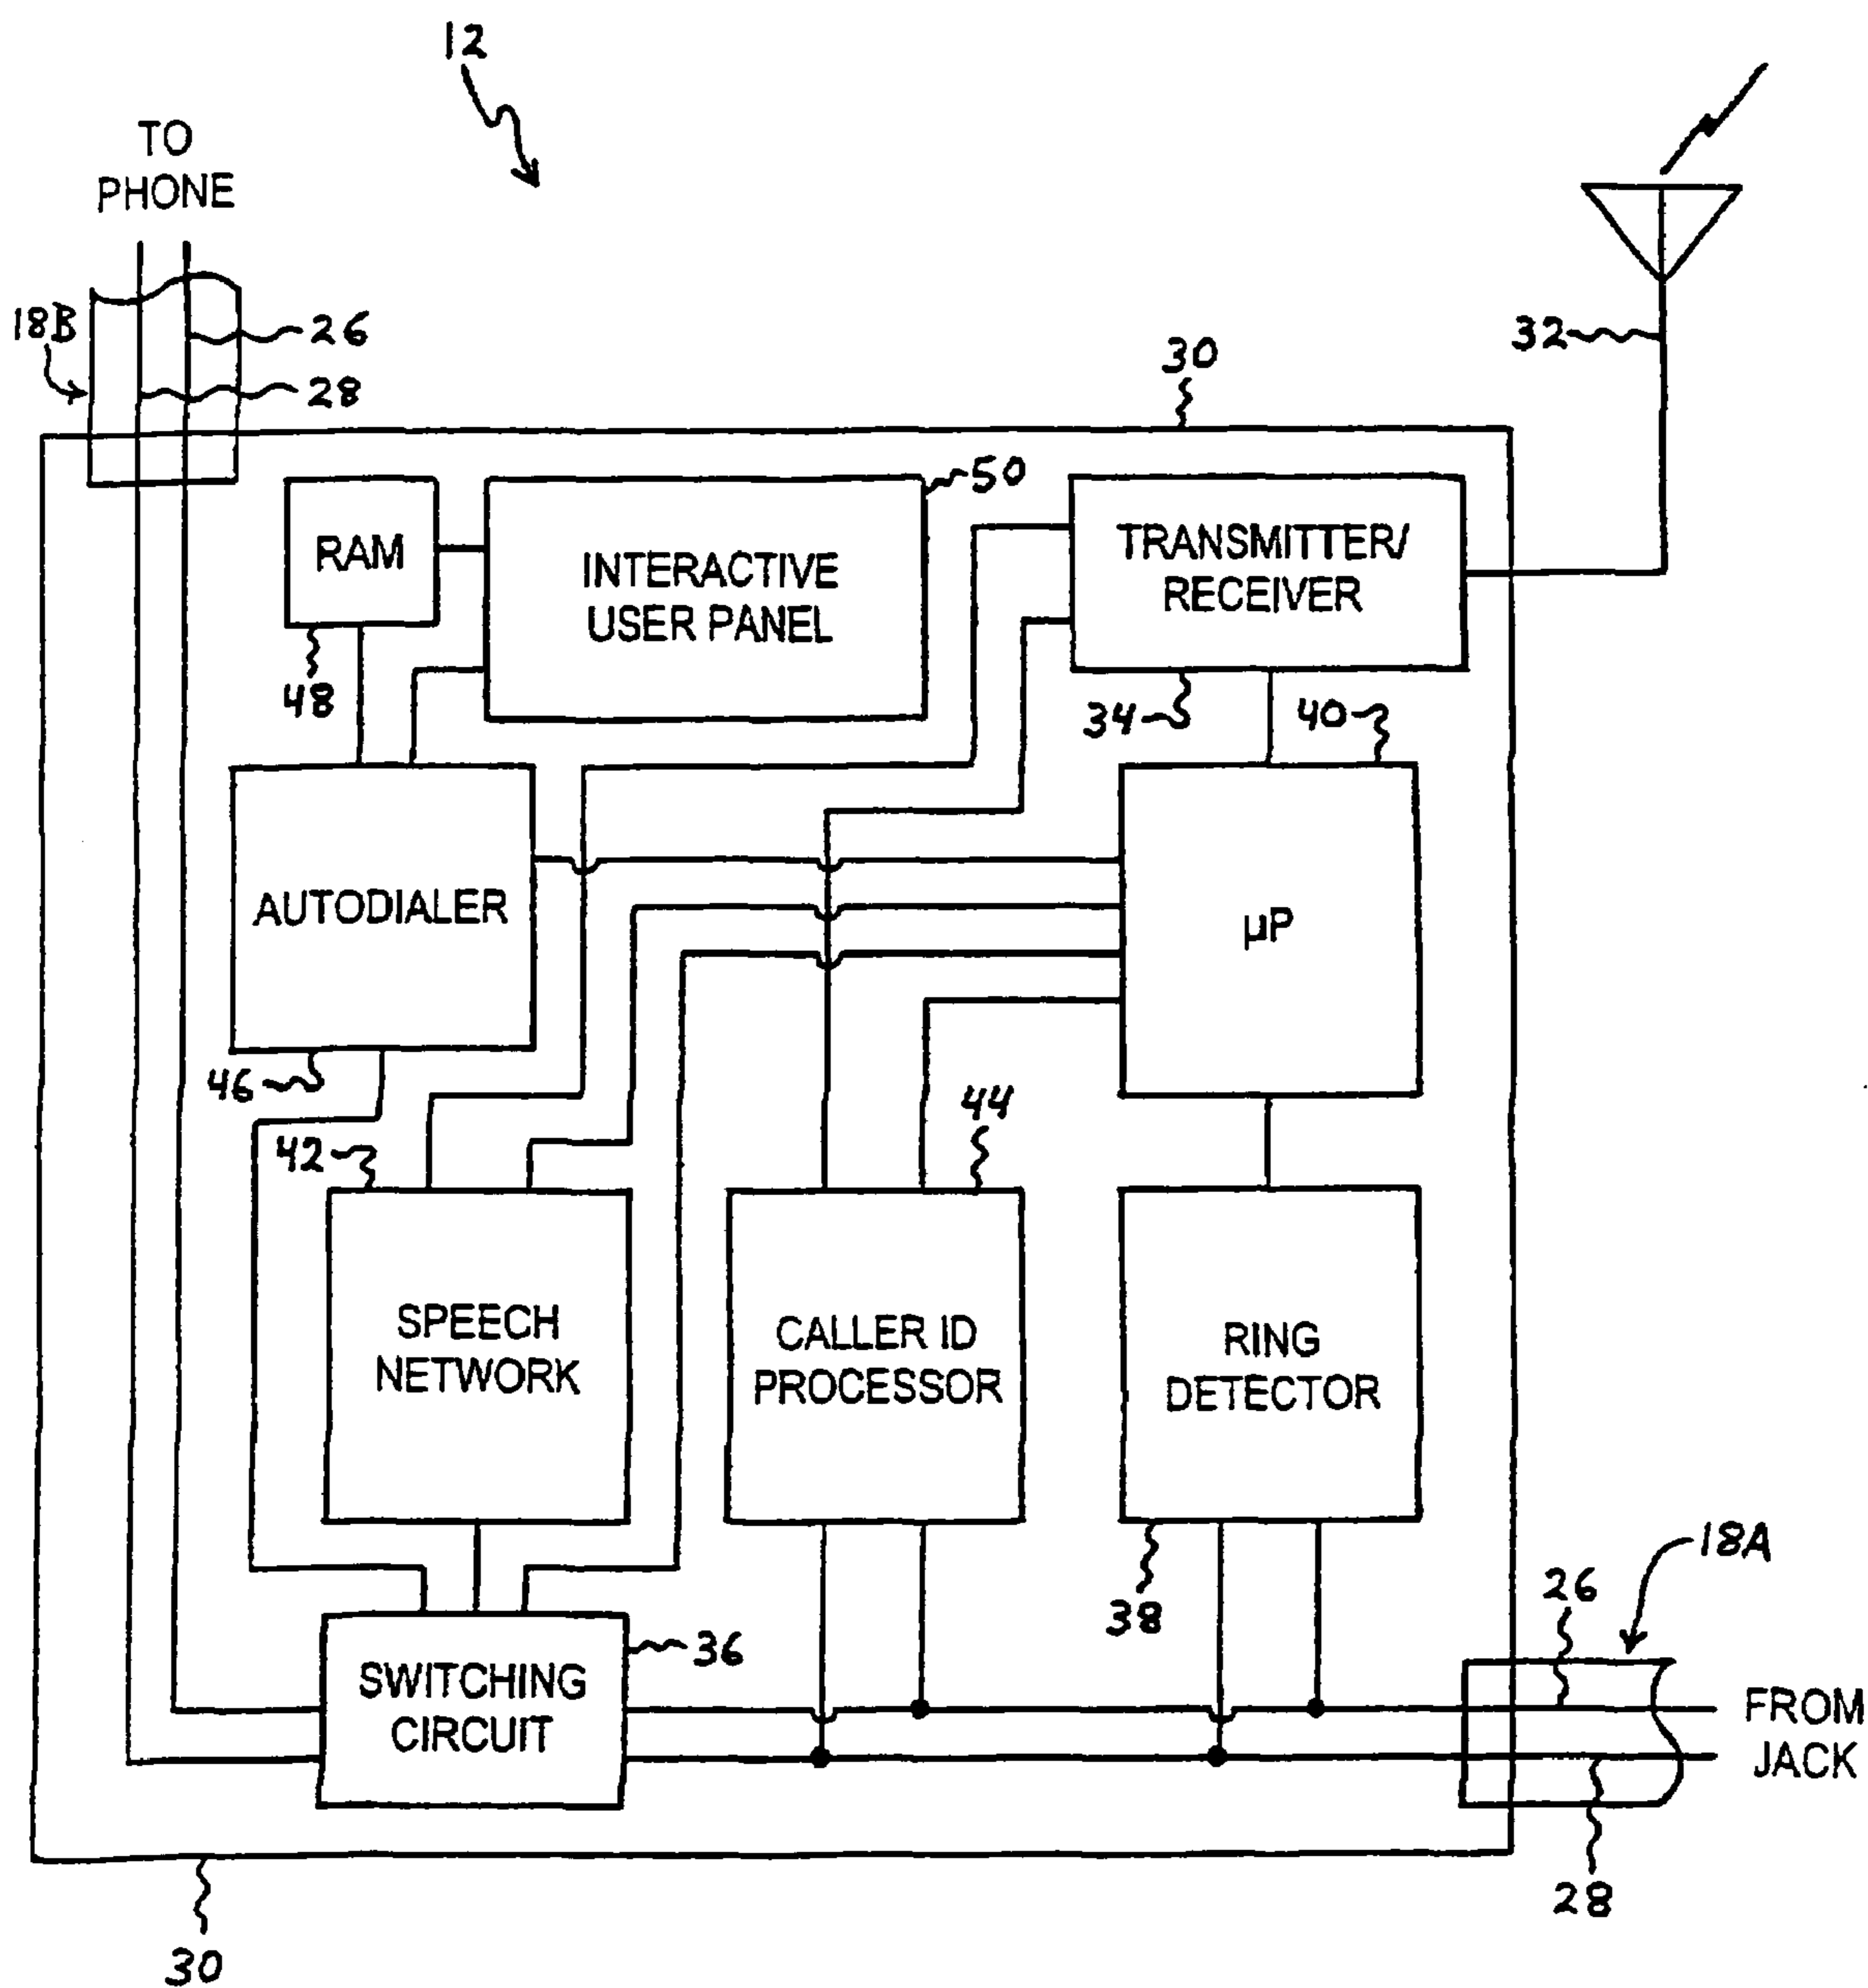 12
TO
PHONE
18B
26
28
30
32
50
RAM
INTERACTIVE
USER PANEL
TRANSMITTER/
RECEIVER
48
34
40
AUTODIALER
µP
46
42
44
SPEECH
NETWORK
CALLER ID
PROCESSOR
RING
DETECTOR
18A
38
26
36
SWITCHING
CIRCUIT
FROM
JACK
28
30